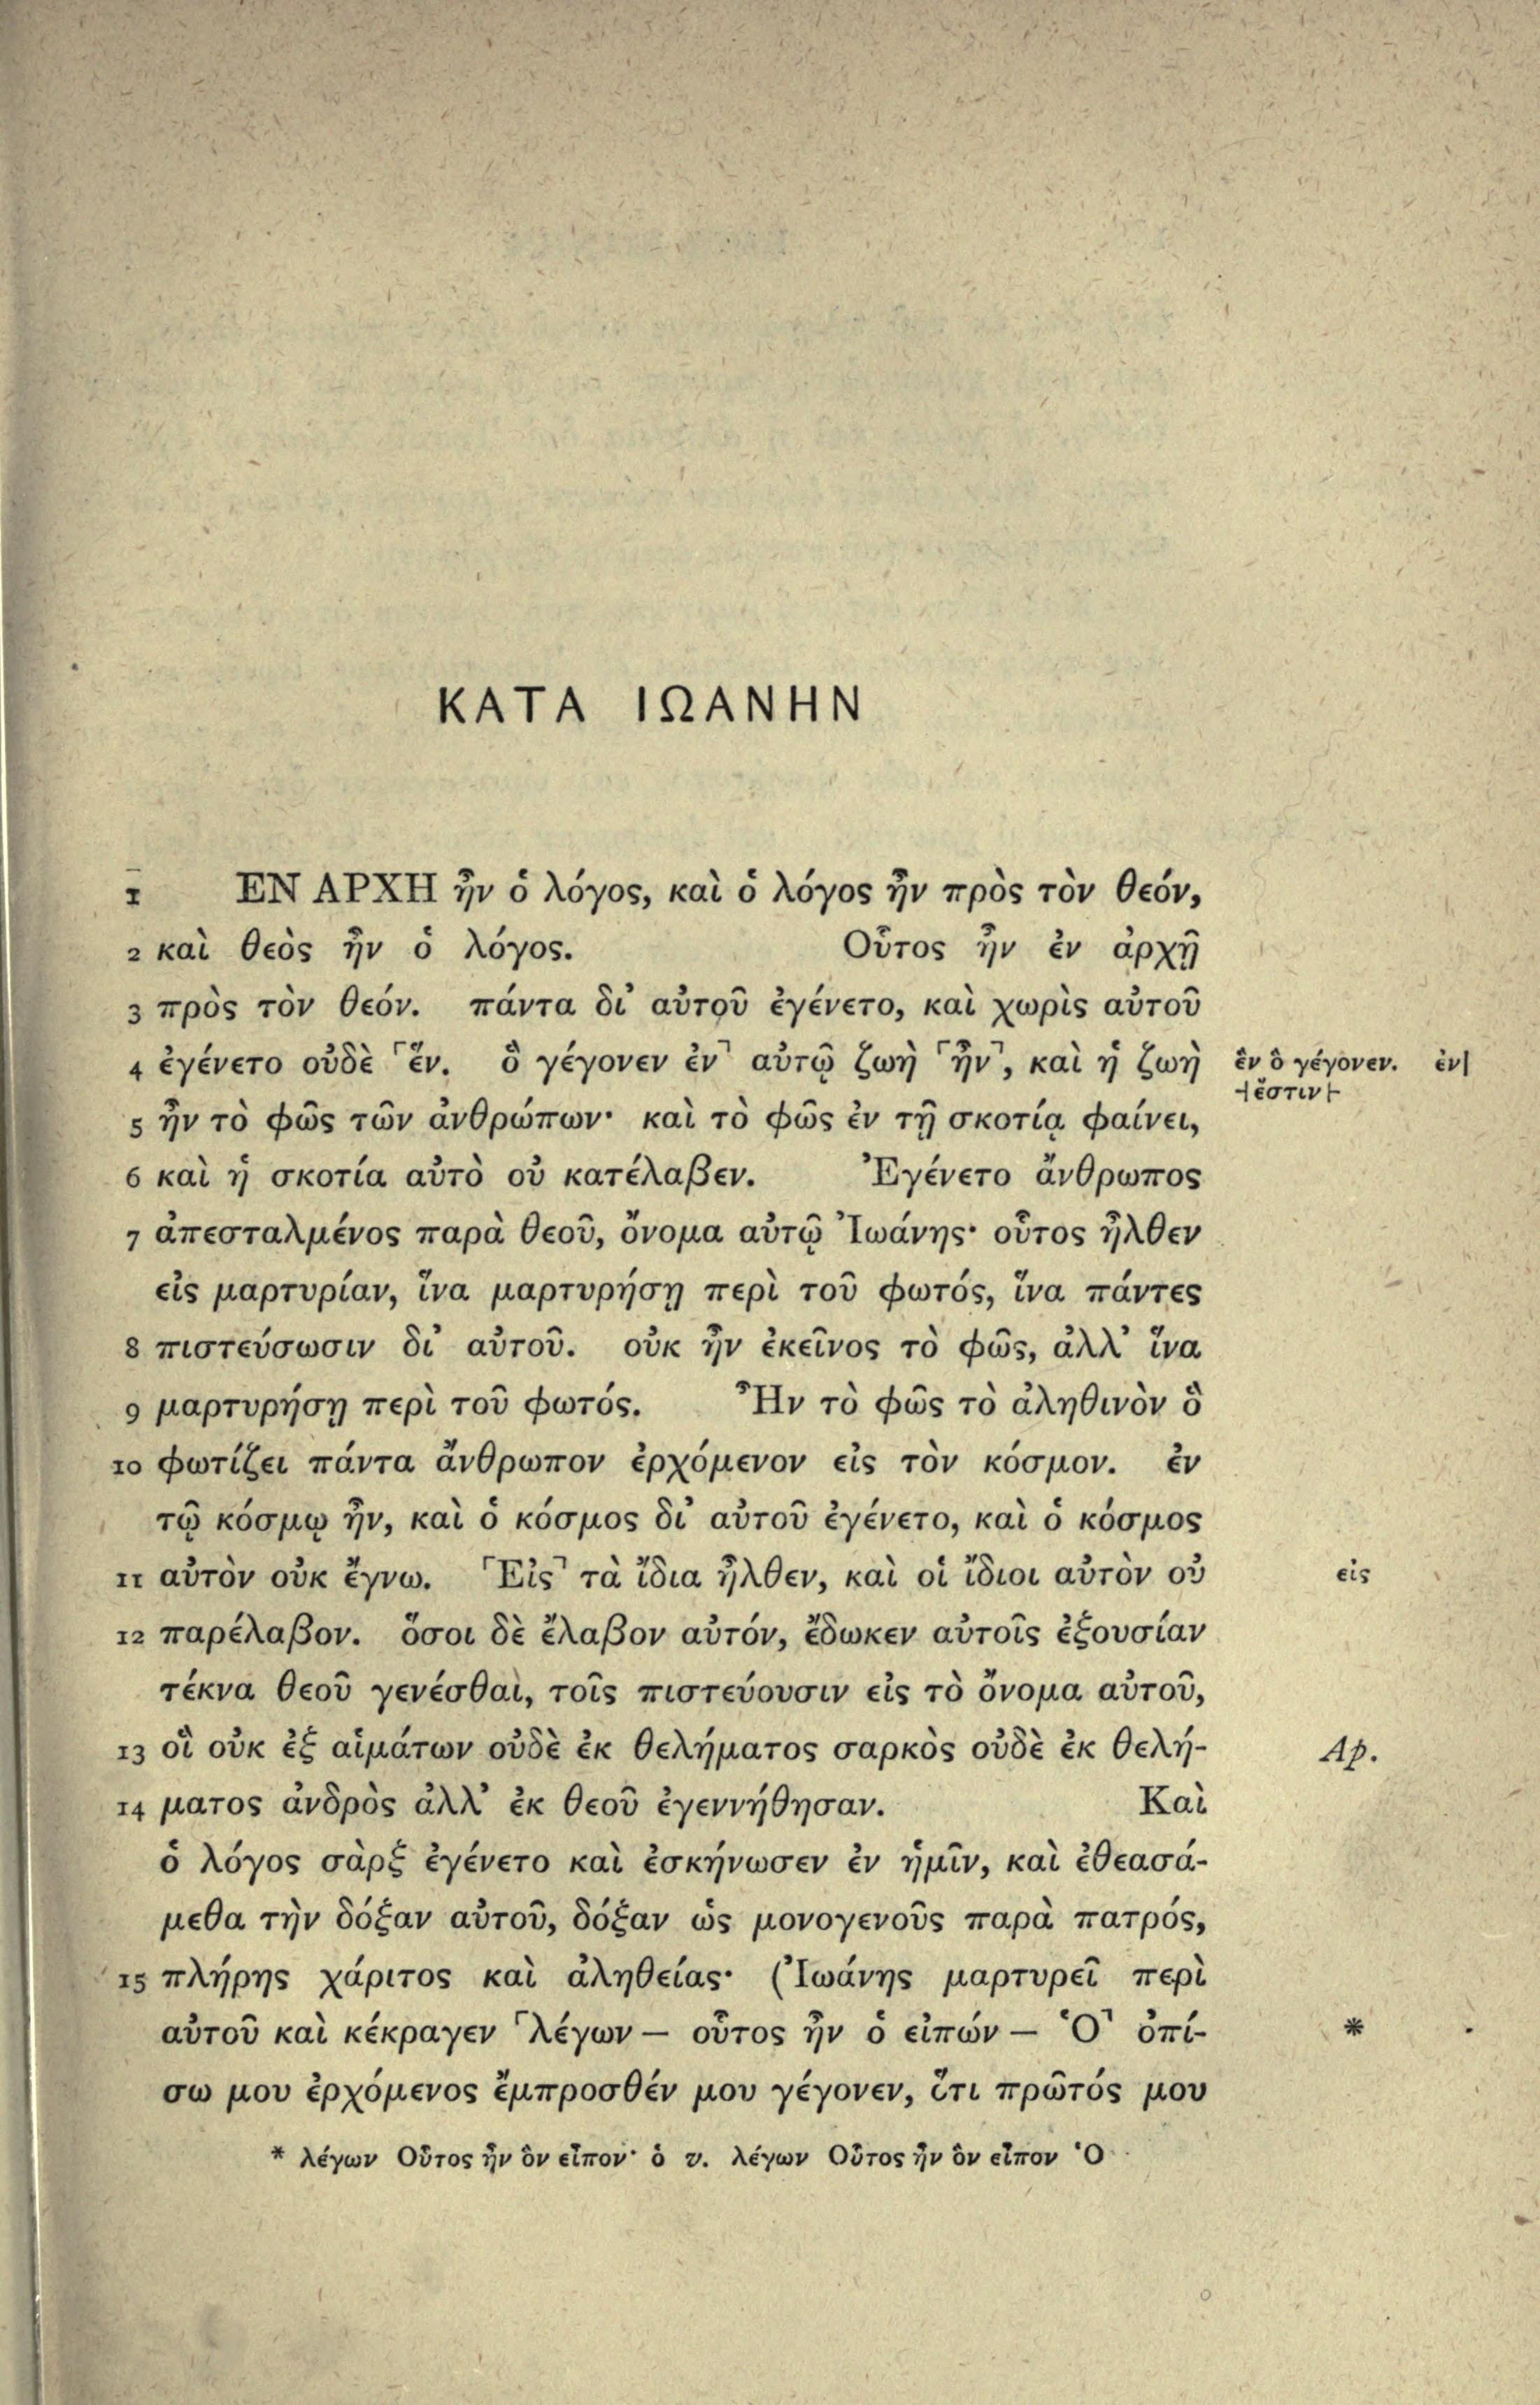 ΚΑΤΑ ΙΩΑΝΗΝ
1 ΕΝ ΑΡΧΗ ἦν ὁ λόγος, καὶ ὁ λόγος ἦν πρὸς τὸν θεόν,
2 καὶ θεὸς ἦν ὁ λόγος. Οὗτος ἦν ἐν ἀρχῇ
3 πρὸς τὸν θεόν. πάντα δι' αὐτοῦ ἐγένετο, καὶ χωρὶς αὐτοῦ
4 ἐγένετο οὐδὲ ⸀ἕν. ὃ γέγονεν ἐν⸣ αὐτῷ ζωὴ ⸀ἦν⸣, καὶ ἡ ζωὴ ἓν ὃ γέγονεν. ἐν|
⊣ἐστιν⊢
5 ἦν τὸ φῶς τῶν ἀνθρώπων· καὶ τὸ φῶς ἐν τῇ σκοτίᾳ φαίνει,
6 καὶ ἡ σκοτία αὐτὸ οὐ κατέλαβεν. Ἐγένετο ἄνθρωπος
7 ἀπεσταλμένος παρὰ θεοῦ, ὄνομα αὐτῷ Ἰωάνης· οὗτος ἦλθεν
εἰς μαρτυρίαν, ἵνα μαρτυρήσῃ περὶ τοῦ φωτός, ἵνα πάντες
8 πιστεύσωσιν δι' αὐτοῦ. οὐκ ἦν ἐκεῖνος τὸ φῶς, ἀλλ' ἵνα
9 μαρτυρήσῃ περὶ τοῦ φωτός. Ἦν τὸ φῶς τὸ ἀληθινὸν ὃ
10 φωτίζει πάντα ἄνθρωπον ἐρχόμενον εἰς τὸν κόσμον. ἐν
τῷ κόσμῳ ἦν, καὶ ὁ κόσμος δι' αὐτοῦ ἐγένετο, καὶ ὁ κόσμος
11 αὐτὸν οὐκ ἔγνω. ⸀Εἰς⸣ τὰ ἴδια ἦλθεν, καὶ οἱ ἴδιοι αὐτὸν οὐ εἰς
12 παρέλαβον. ὅσοι δὲ ἔλαβον αὐτόν, ἔδωκεν αὐτοῖς ἐξουσίαν
τέκνα θεοῦ γενέσθαι, τοῖς πιστεύουσιν εἰς τὸ ὄνομα αὐτοῦ,
13 οἳ οὐκ ἐξ αἱμάτων οὐδὲ ἐκ θελήματος σαρκὸς οὐδὲ ἐκ θελή- Ap.
14 ματος ἀνδρὸς ἀλλ' ἐκ θεοῦ ἐγεννήθησαν. Καὶ
ὁ λόγος σὰρξ ἐγένετο καὶ ἐσκήνωσεν ἐν ἡμῖν, καὶ ἐθεασά-
μεθα τὴν δόξαν αὐτοῦ, δόξαν ὡς μονογενοῦς παρὰ πατρός,
15 πλήρης χάριτος καὶ ἀληθείας· (Ἰωάνης μαρτυρεῖ περὶ
αὐτοῦ καὶ κέκραγεν ⸀λέγων — οὗτος ἦν ὁ εἰπών — Ὁ⸣ ὀπί- *
σω μου ἐρχόμενος ἔμπροσθέν μου γέγονεν, ὅτι πρῶτός μου
* λέγων Οὗτος ἦν ὃν εἶπον· ὁ v. λέγων Οὗτος ἦν ὃν εἶπον Ὁ